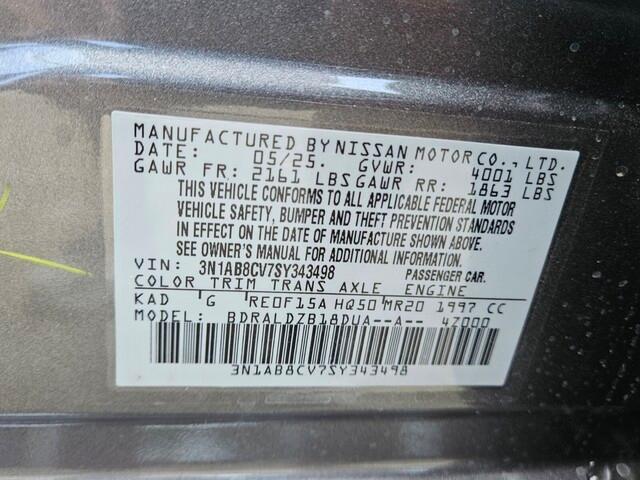 MANUFACTURED BY NISSAN MOTOR CO., LTD.
DATE: 05/25. GVWR: 4001 LBS
GAWR FR: 2161 LBS GAWR RR: 1863 LBS
THIS VEHICLE CONFORMS TO ALL APPLICABLE FEDERAL MOTOR
VEHICLE SAFETY, BUMPER AND THEFT PREVENTION STANDARDS
IN EFFECT ON THE DATE OF MANUFACTURE SHOWN ABOVE.
SEE OWNER'S MANUAL FOR ADDITIONAL INFORMATION.
VIN: 3N1AB8CV7SY343498 PASSENGER CAR.
COLOR TRIM TRANS AXLE ENGINE
KAD G RE0F15A HQ50 MR20 1997 CC
MODEL: BDRALDZB18DUA--A-- 4Z000
3N1AB8CV7SY343498